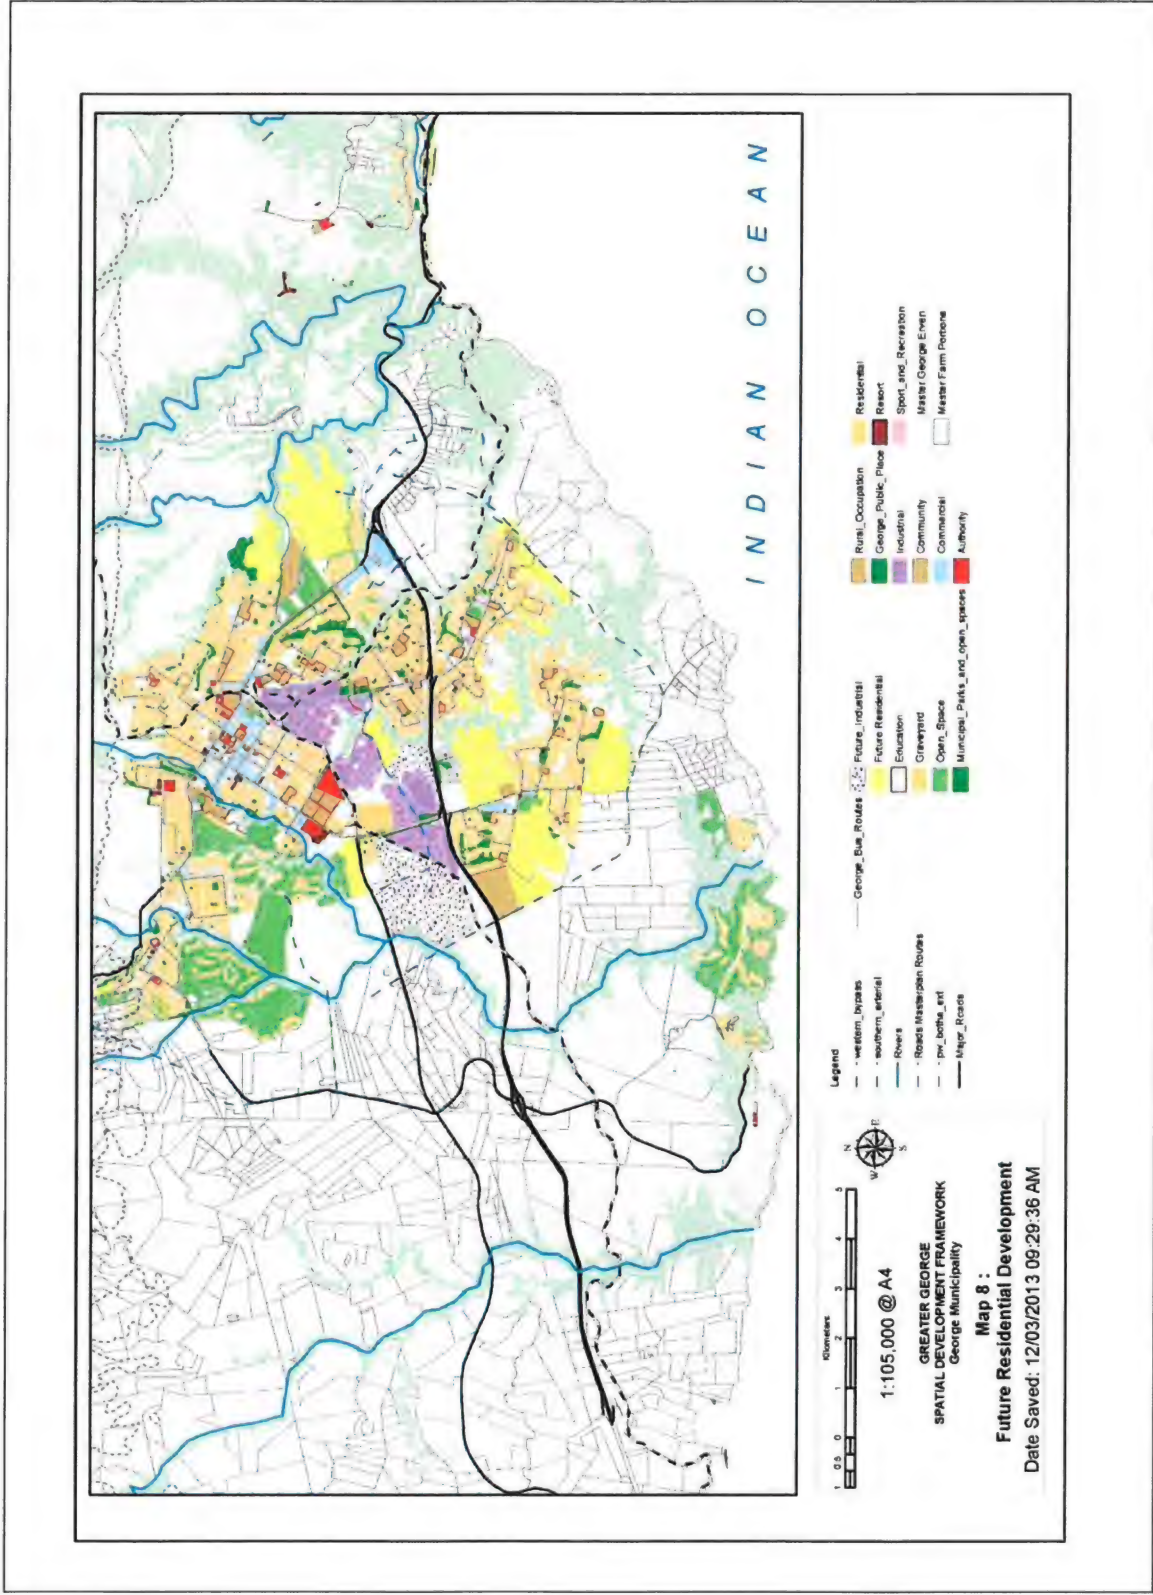 INDIAN OCEAN
Kilometers
1 0.5 0 1 2 3 4 5
1:105,000 @ A4
N
W E
S
GREATER GEORGE
SPATIAL DEVELOPMENT FRAMEWORK
George Municipality
Map 8 :
Future Residential Development
Date Saved: 12/03/2013 09:29:36 AM
Legend
western_bypass
southern_arterial
Rivers
Roads Masterplan Routes
pw_botha_ext
Major_Roads
George_Bus_Routes
Future_Industrial
Future Residential
Education
Graveyard
Open_Space
Municipal_Parks_and_open_spaces
Rural_Occupation
George_Public_Place
Industrial
Community
Commercial
Authority
Residential
Resort
Sport_and_Recreation
Master George Erven
Master Farm Portions